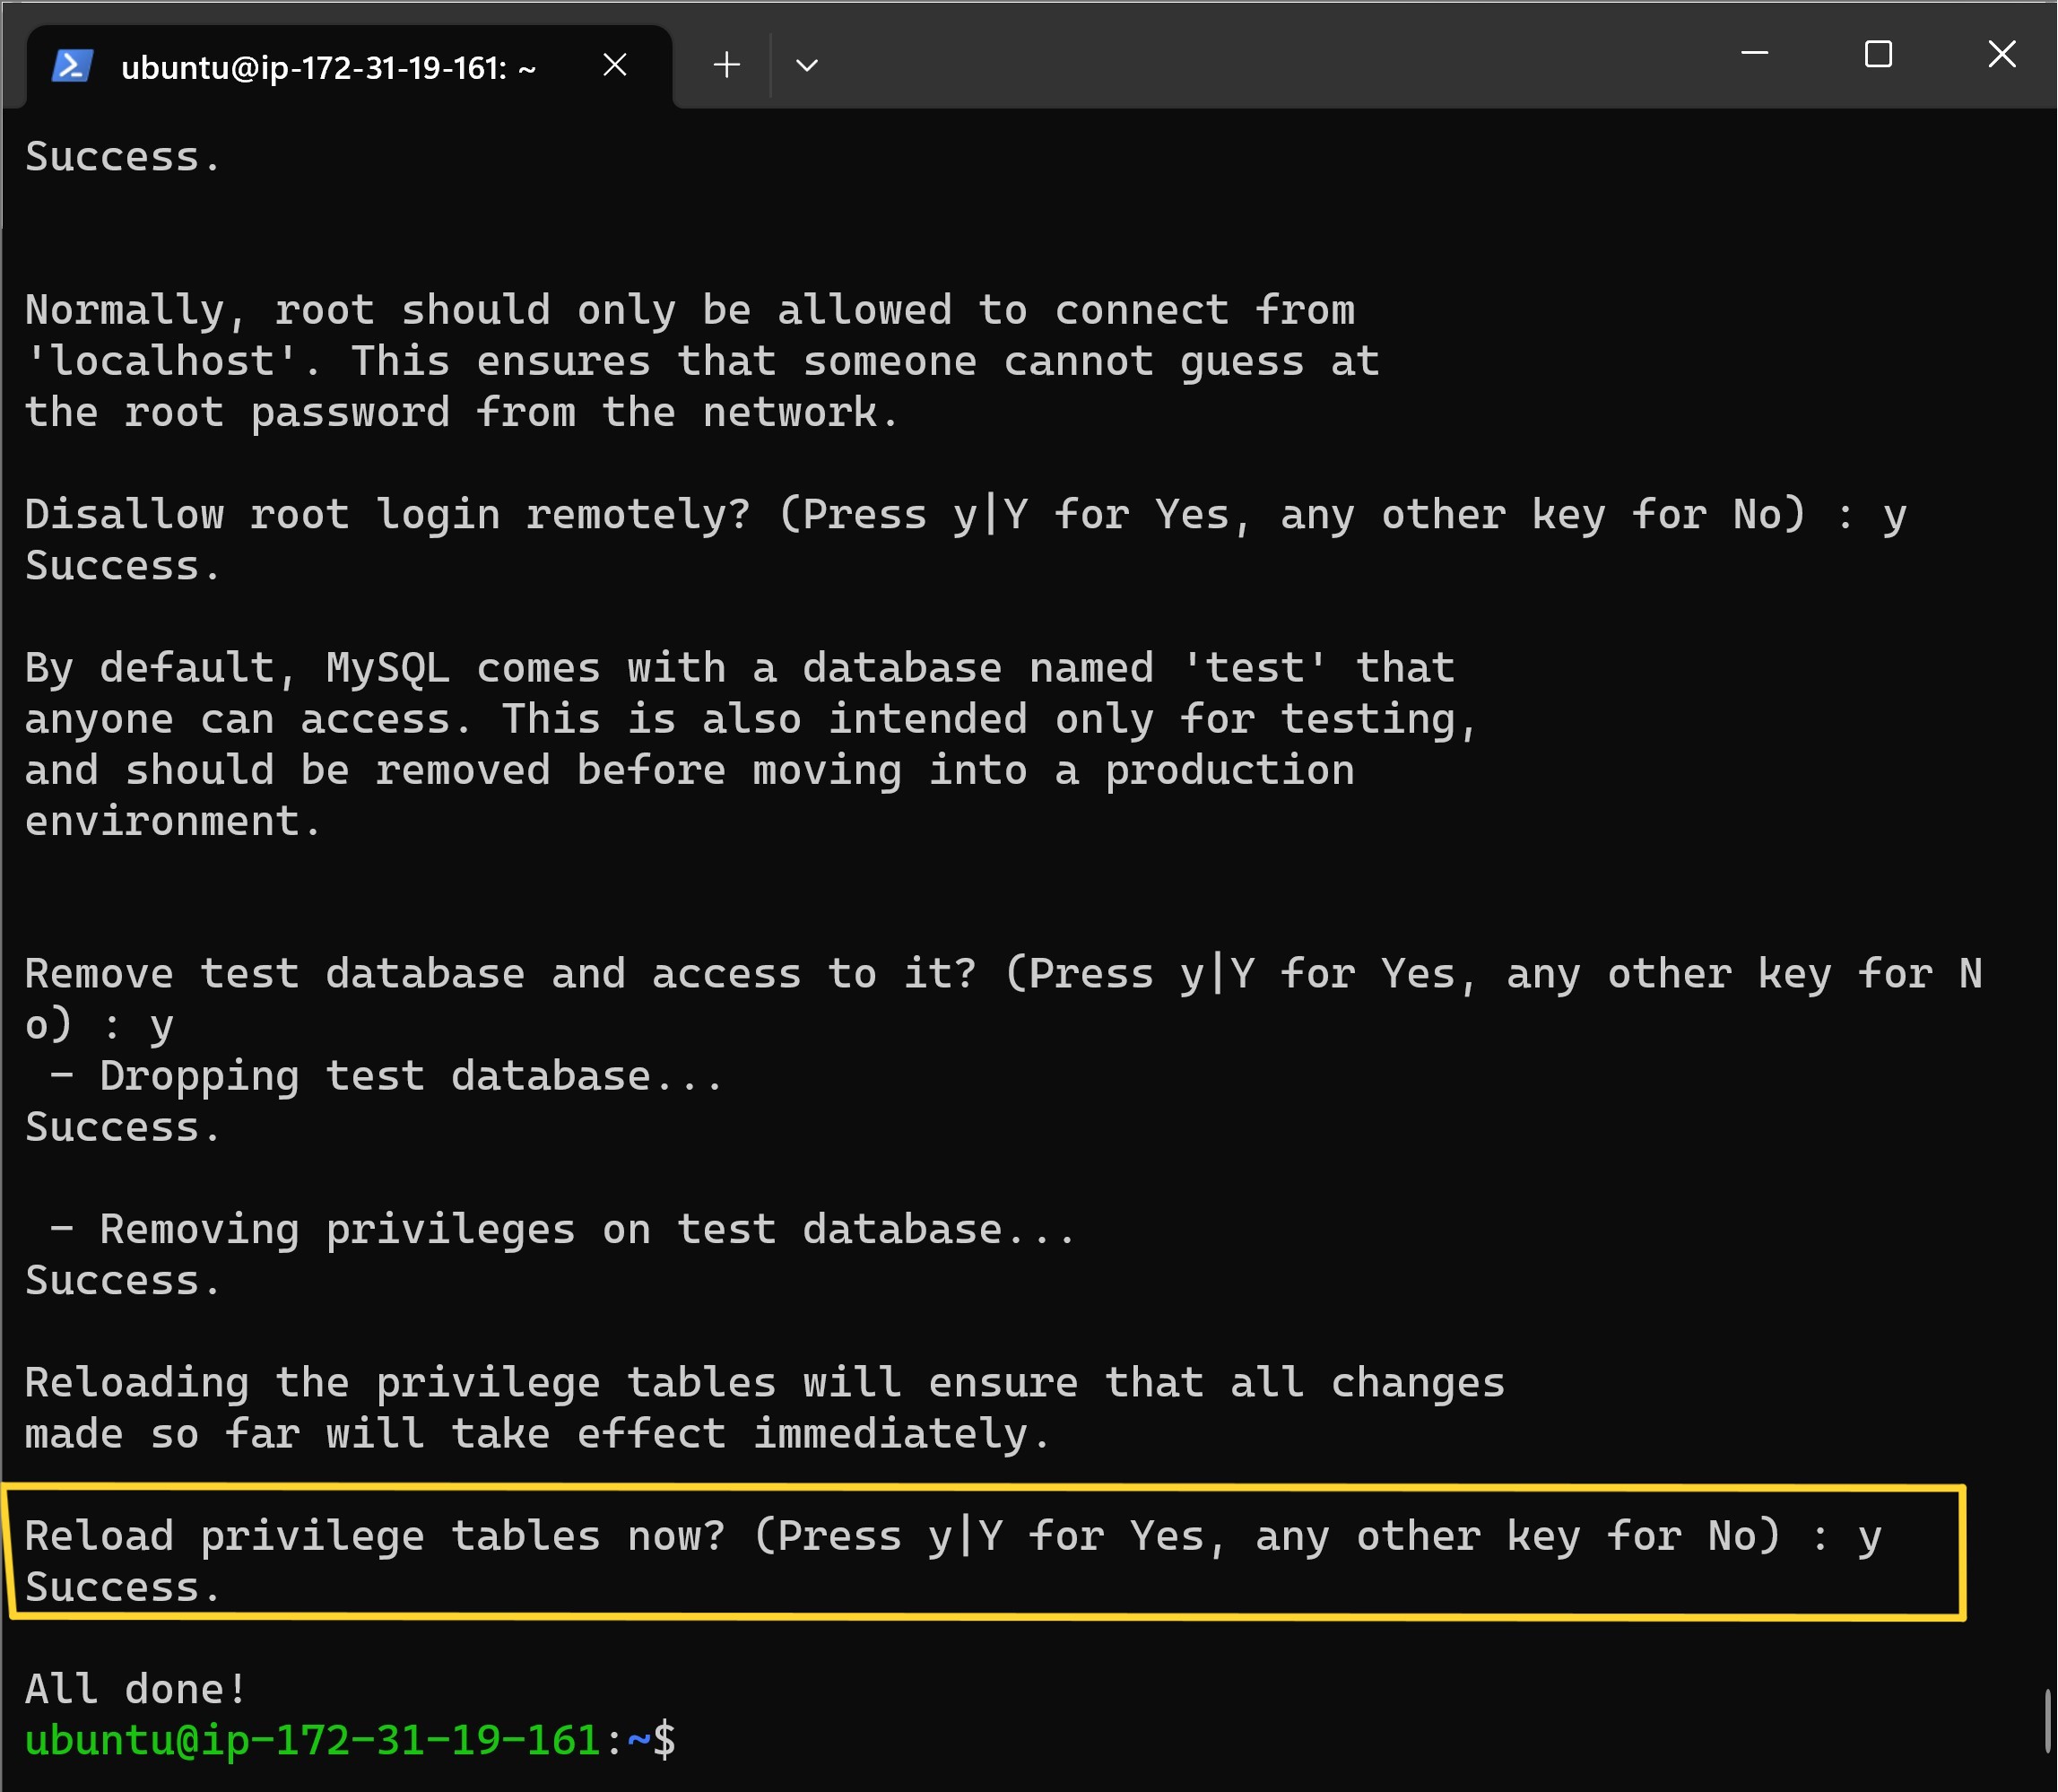 ubuntu@ip-172-31-19-161: ~
Success.
Normally, root should only be allowed to connect from
'localhost'. This ensures that someone cannot guess at
the root password from the network.
Disallow root login remotely? (Press y|Y for Yes, any other key for No) : y
Success.
By default, MySQL comes with a database named 'test' that
anyone can access. This is also intended only for testing,
and should be removed before moving into a production
environment.
Remove test database and access to it? (Press y|Y for Yes, any other key for N
o) : y
 - Dropping test database...
Success.
 - Removing privileges on test database...
Success.
Reloading the privilege tables will ensure that all changes
made so far will take effect immediately.
Reload privilege tables now? (Press y|Y for Yes, any other key for No) : y
Success.
All done!
ubuntu@ip-172-31-19-161:~$